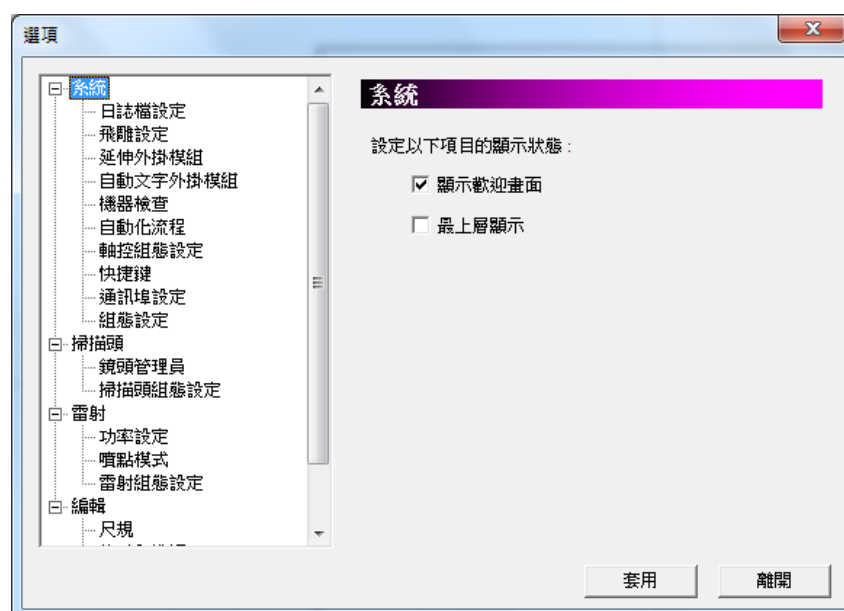 選項
系統
日誌檔設定
飛雕設定
延伸外掛模組
自動文字外掛模組
機器檢查
自動化流程
軸控組態設定
快捷鍵
通訊埠設定
組態設定
掃描頭
鏡頭管理員
掃描頭組態設定
雷射
功率設定
噴點模式
雷射組態設定
編輯
尺規
系統
設定以下項目的顯示狀態 :
顯示歡迎畫面
最上層顯示
套用
離開